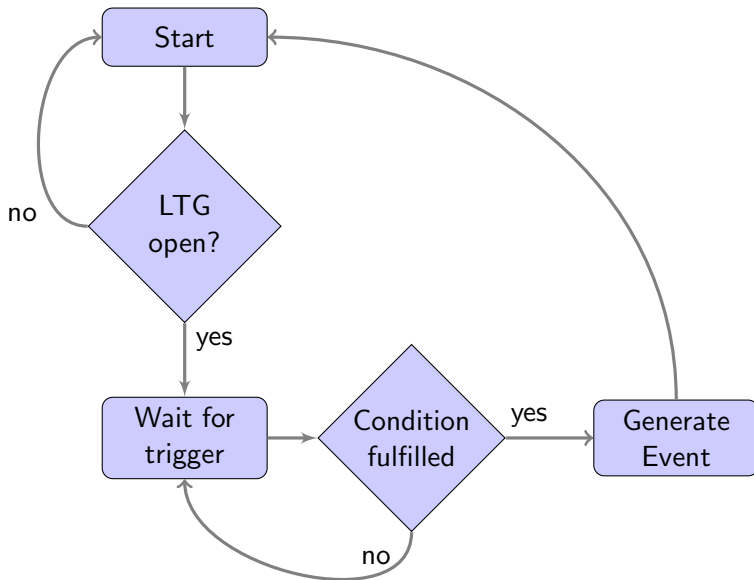 Start
LTG
open?
no
yes
Wait for
trigger
Condition
fulfilled
yes
Generate
Event
no